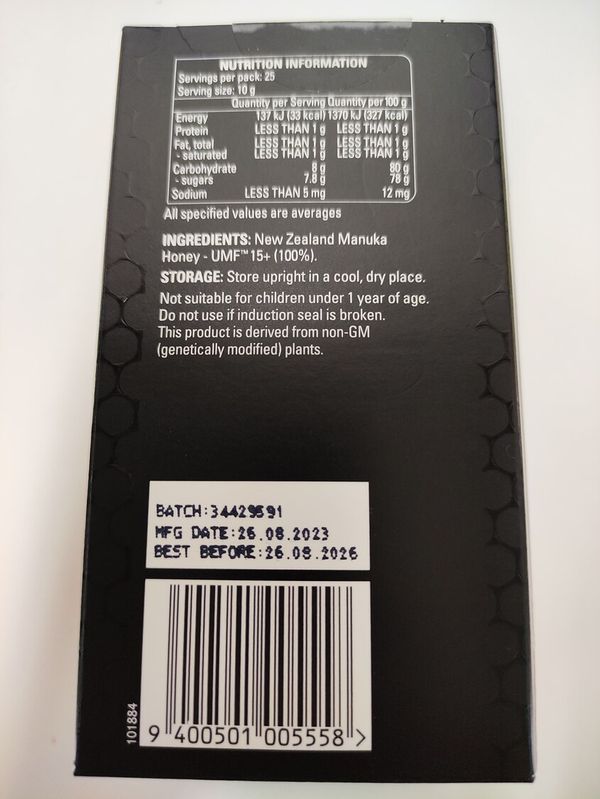 NUTRITION INFORMATION
Servings per pack: 25
Serving size: 10 g
Quantity per Serving Quantity per 100 g
Energy 137 kJ (33 kcal) 1370 kJ (327 kcal)
Protein LESS THAN 1 g LESS THAN 1 g
Fat, total LESS THAN 1 g LESS THAN 1 g
- saturated LESS THAN 1 g LESS THAN 1 g
Carbohydrate 8 g 80 g
- sugars 7.8 g 78 g
Sodium LESS THAN 5 mg 12 mg
All specified values are averages
INGREDIENTS: New Zealand Manuka
Honey - UMF™ 15+ (100%).
STORAGE: Store upright in a cool, dry place.
Not suitable for children under 1 year of age.
Do not use if induction seal is broken.
This product is derived from non-GM
(genetically modified) plants.
BATCH:34429591
MFG DATE:26.08.2023
BEST BEFORE:26.08.2026
101884
9 400501 005558 >